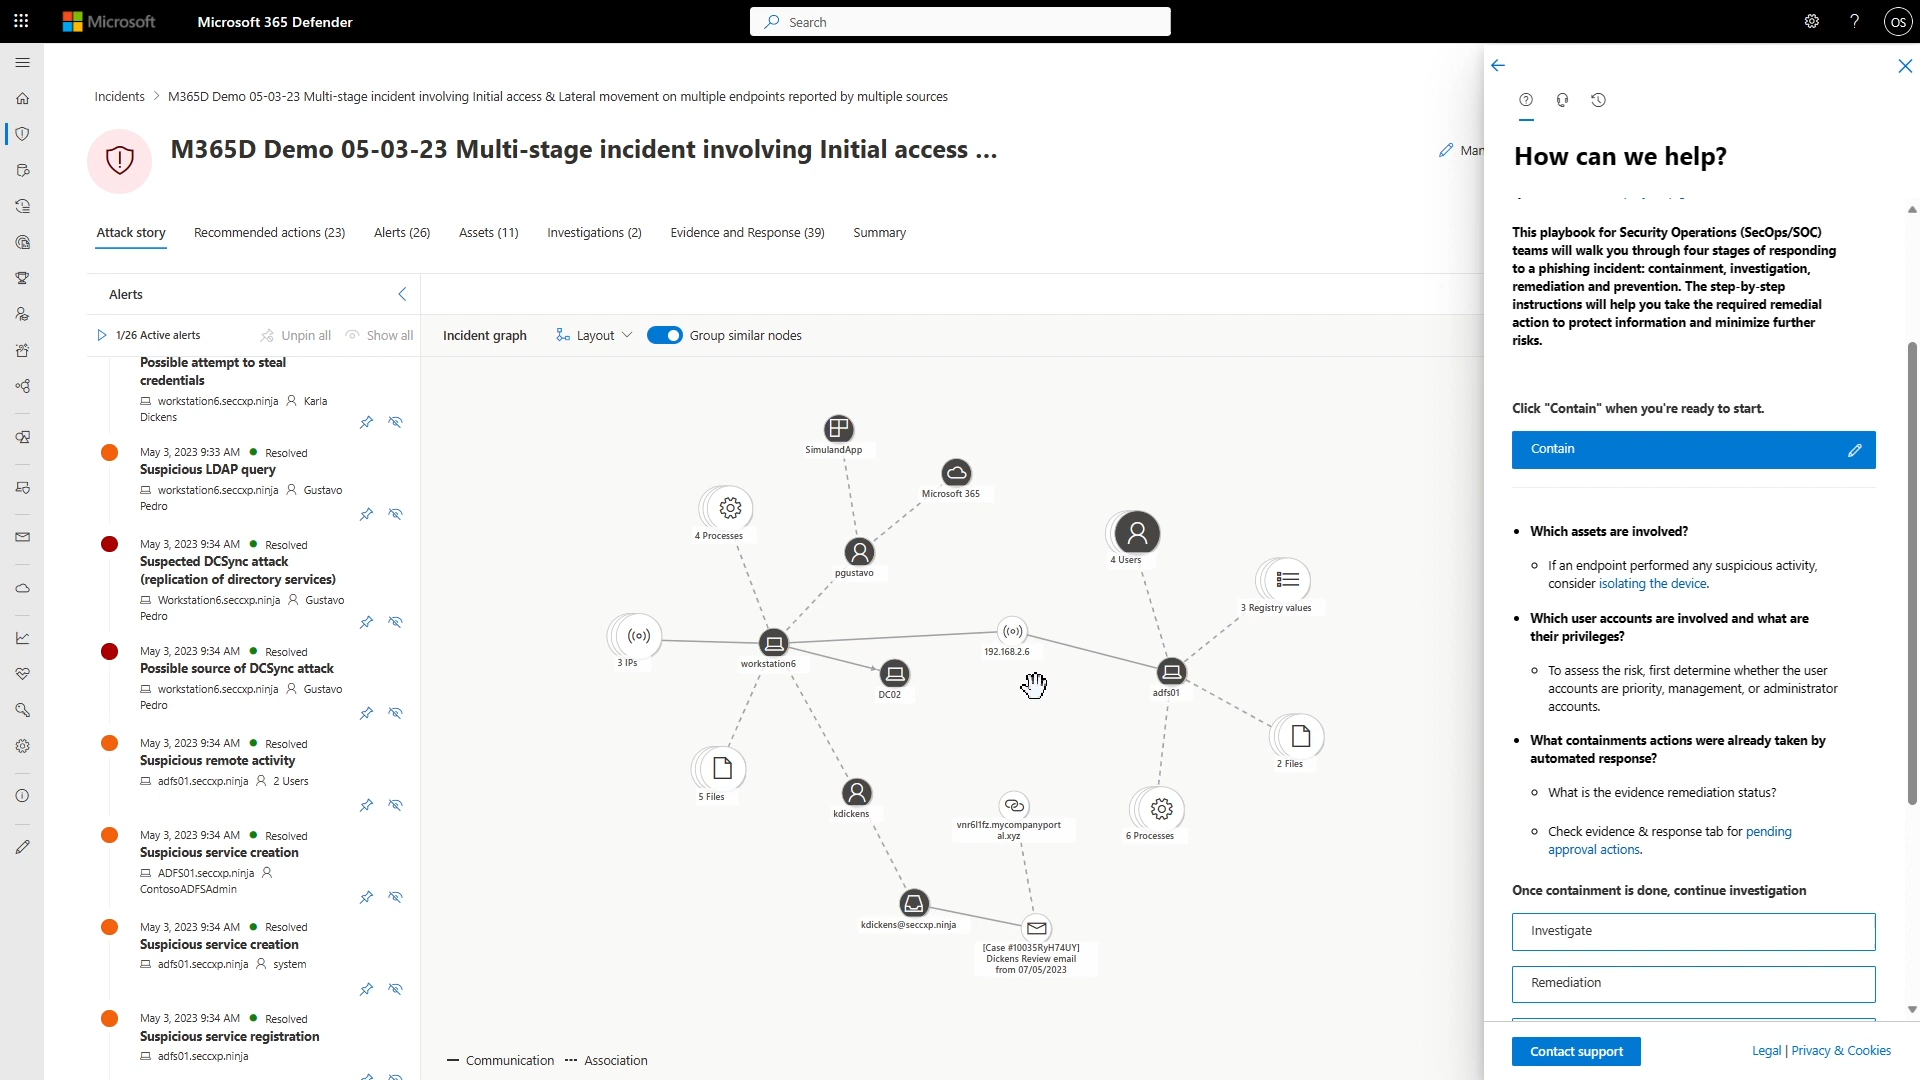 Microsoft
Microsoft 365 Defender
Search
?
OS
Incidents > M365D Demo 05-03-23 Multi-stage incident involving Initial access & Lateral movement on multiple endpoints reported by multiple sources
M365D Demo 05-03-23 Multi-stage incident involving Initial access ...
Attack story
Recommended actions (23)
Alerts (26)
Assets (11)
Investigations (2)
Evidence and Response (39)
Summary
Alerts
1/26 Active alerts
Unpin all
Show all
Possible attempt to steal
credentials
workstation6.seccxp.ninja Karla
Dickens
May 3, 2023 9:33 AM Resolved
Suspicious LDAP query
workstation6.seccxp.ninja Gustavo
Pedro
May 3, 2023 9:34 AM Resolved
Suspected DCSync attack
(replication of directory services)
Workstation6.seccxp.ninja Gustavo
Pedro
May 3, 2023 9:34 AM Resolved
Possible source of DCSync attack
workstation6.seccxp.ninja Gustavo
Pedro
May 3, 2023 9:34 AM Resolved
Suspicious remote activity
adfs01.seccxp.ninja 2 Users
May 3, 2023 9:34 AM Resolved
Suspicious service creation
ADFS01.seccxp.ninja
ContosoADFSAdmin
May 3, 2023 9:34 AM Resolved
Suspicious service creation
adfs01.seccxp.ninja system
May 3, 2023 9:34 AM Resolved
Suspicious service registration
adfs01.seccxp.ninja
Incident graph
Layout
Group similar nodes
SimulandApp
Microsoft 365
4 Processes
pgustavo
4 Users
3 Registry values
3 IPs
workstation6
192.168.2.6
DC02
adfs01
2 Files
5 Files
kdickens
vnr6l1fz.mycompanyport
al.xyz
6 Processes
kdickens@seccxp.ninja
[Case #10035RyH74UY]
Dickens Review email
from 07/05/2023
Communication
Association
How can we help?
This playbook for Security Operations (SecOps/SOC)
teams will walk you through four stages of responding
to a phishing incident: containment, investigation,
remediation and prevention. The step-by-step
instructions will help you take the required remedial
action to protect information and minimize further
risks.
Click "Contain" when you're ready to start.
Contain
• Which assets are involved?
If an endpoint performed any suspicious activity,
consider isolating the device.
• Which user accounts are involved and what are
their privileges?
To assess the risk, first determine whether the user
accounts are priority, management, or administrator
accounts.
• What containments actions were already taken by
automated response?
What is the evidence remediation status?
Check evidence & response tab for pending
approval actions.
Once containment is done, continue investigation
Investigate
Remediation
Contact support
Legal | Privacy & Cookies